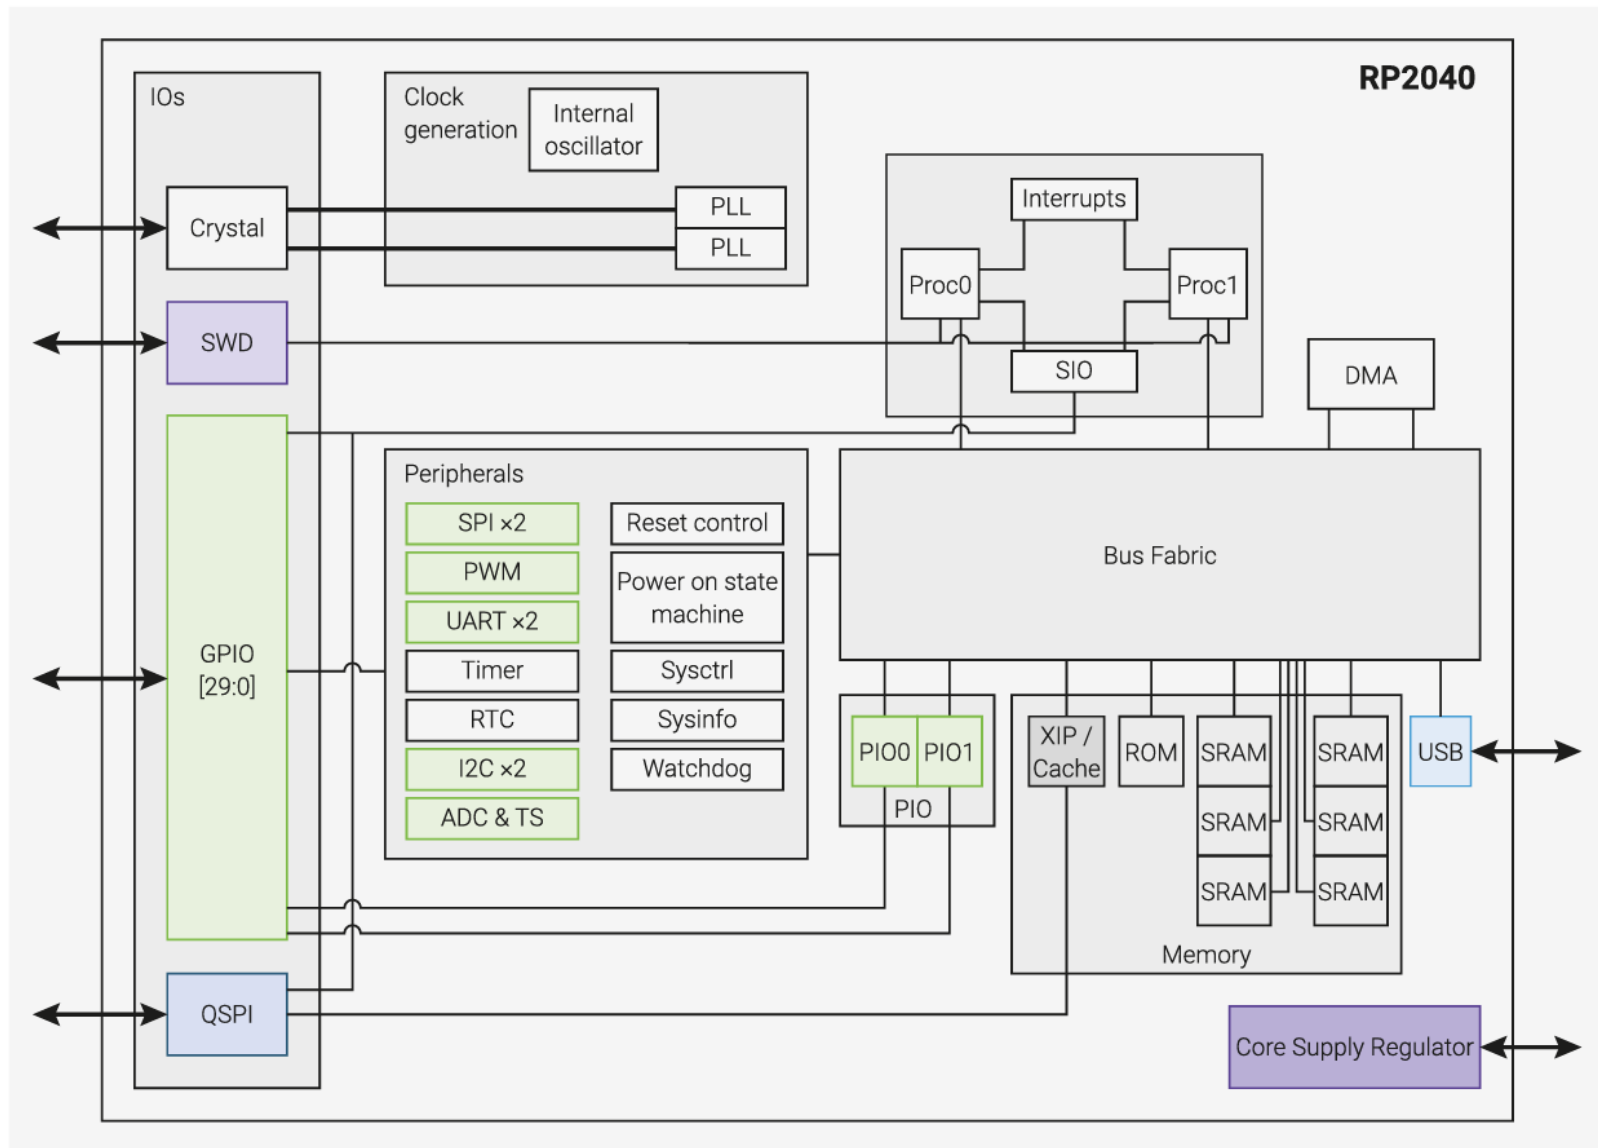 RP2040
IOs
Clock
generation
Internal
oscillator
Crystal
PLL
PLL
Interrupts
Proc0
Proc1
SWD
SIO
DMA
GPIO
[29:0]
Peripherals
SPI ×2
PWM
UART ×2
Timer
RTC
I2C ×2
ADC & TS
Reset control
Power on state
machine
Sysctrl
Sysinfo
Watchdog
Bus Fabric
PIO0
PIO1
PIO
XIP /
Cache
ROM
SRAM
SRAM
SRAM
SRAM
SRAM
SRAM
Memory
USB
QSPI
Core Supply Regulator